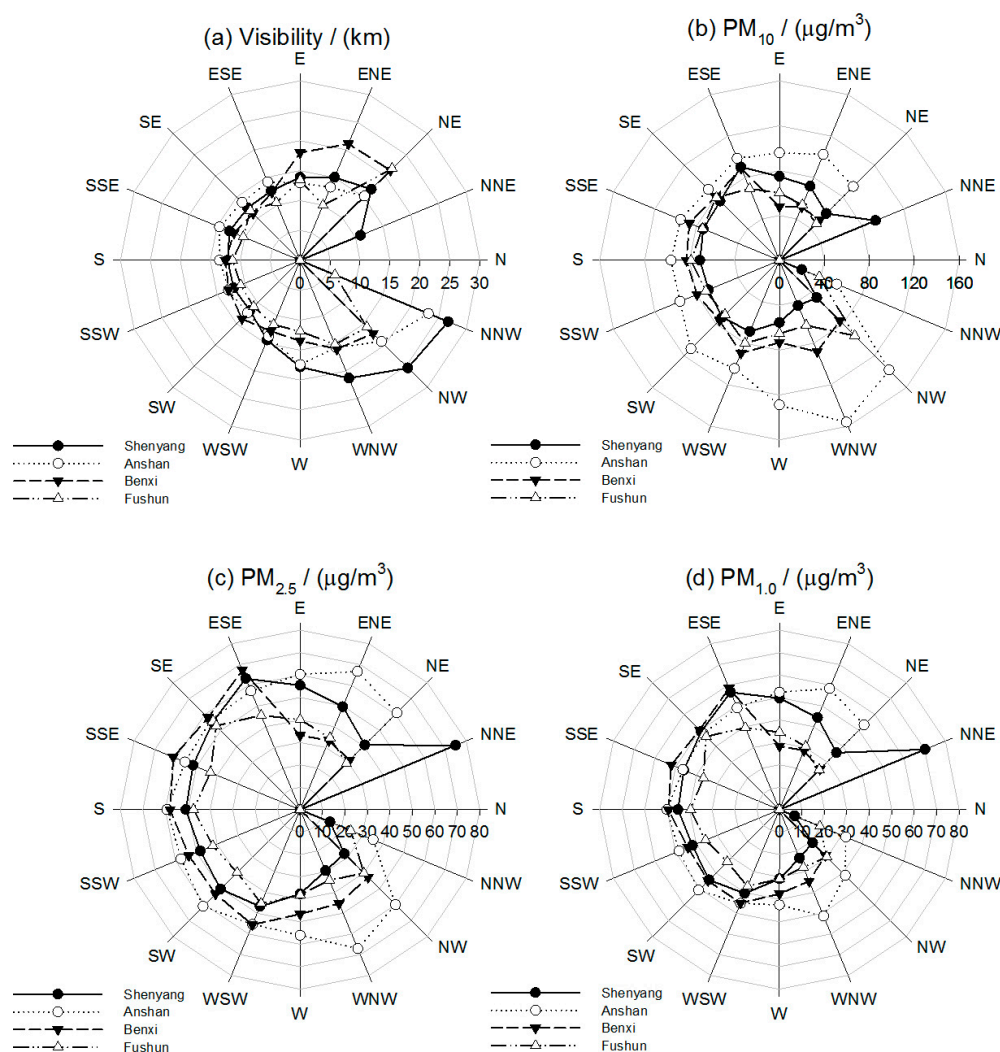 (a) Visibility / (km)
E
ESE
ENE
SE
NE
SSE
NNE
S
N
0 5 10 15 20 25 30
SSW
NNW
SW
NW
WSW
WNW
W
Shenyang
Anshan
Benxi
Fushun
(b) PM10 / (μg/m3)
E
ESE
ENE
SE
NE
SSE
NNE
S
N
0 40 80 120 160
SSW
NNW
SW
NW
WSW
WNW
W
Shenyang
Anshan
Benxi
Fushun
(c) PM2.5 / (μg/m3)
E
ESE
ENE
SE
NE
SSE
NNE
S
N
0 10 20 30 40 50 60 70 80
SSW
NNW
SW
NW
WSW
WNW
W
Shenyang
Anshan
Benxi
Fushun
(d) PM1.0 / (μg/m3)
E
ESE
ENE
SE
NE
SSE
NNE
S
N
0 10 20 30 40 50 60 70 80
SSW
NNW
SW
NW
WSW
WNW
W
Shenyang
Anshan
Benxi
Fushun